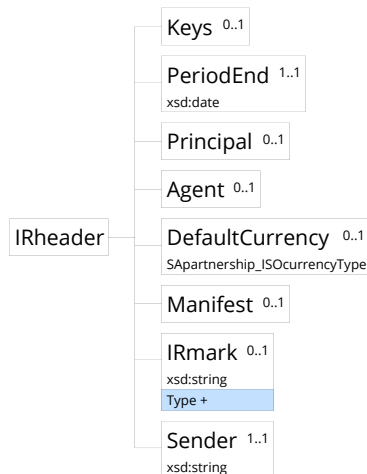 Keys 0..1
PeriodEnd 1..1
xsd:date
Principal 0..1
Agent 0..1
IRheader
DefaultCurrency 0..1
SApartnership_ISOcurrencyType
Manifest 0..1
IRmark 0..1
xsd:string
Type +
Sender 1..1
xsd:string